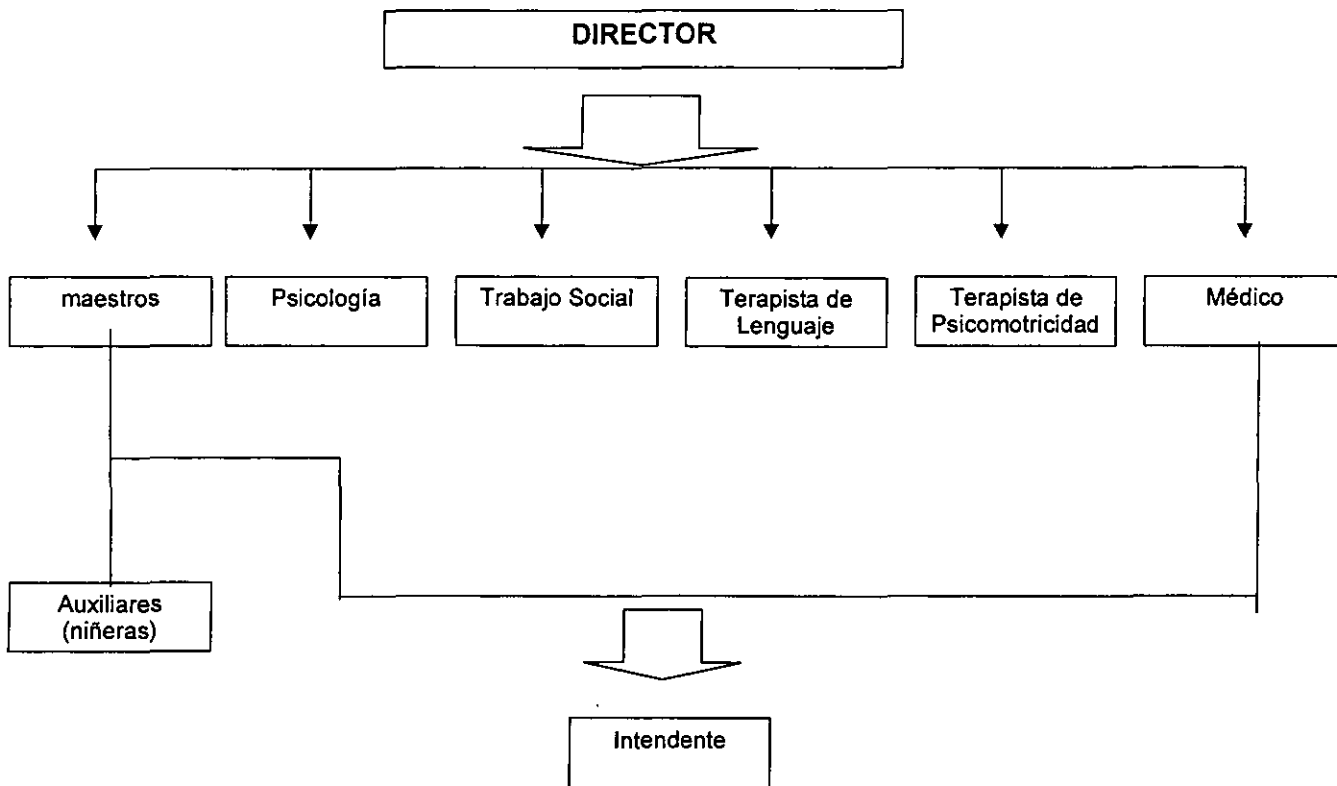 DIRECTOR
maestros
Psicología
Trabajo Social
Terapista de
Lenguaje
Terapista de
Psicomotricidad
Médico
Auxiliares
(niñeras)
Intendente